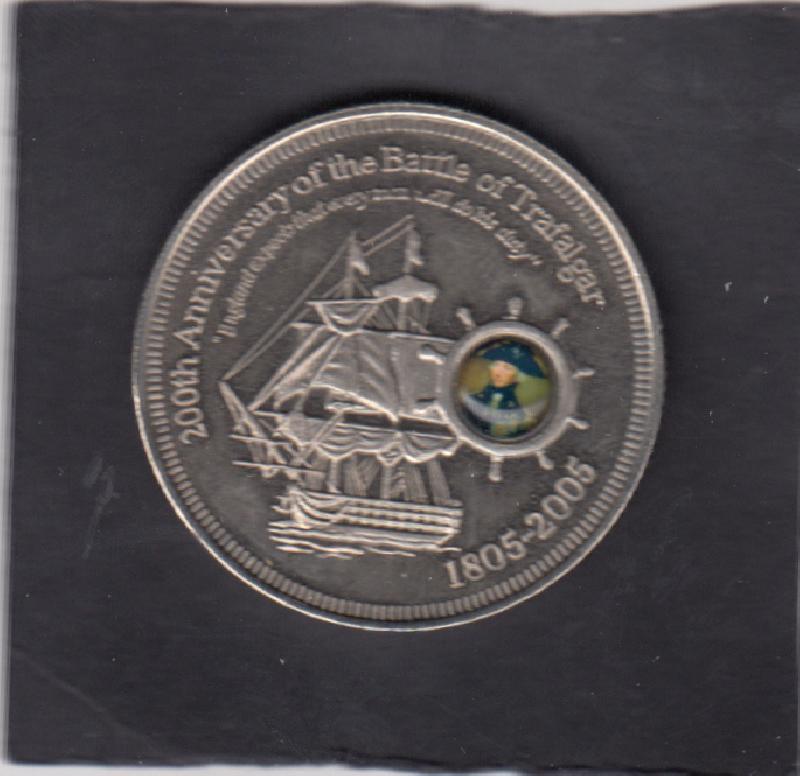 200th Anniversary of the Battle of Trafalgar
"England expects that every man will do his duty"
1805-2005